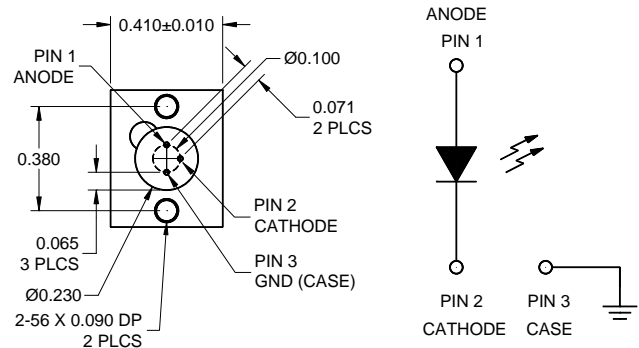 0.410±0.010
PIN 1
ANODE
Ø0.100
0.071
2 PLCS
0.380
PIN 2
CATHODE
0.065
3 PLCS
PIN 3
GND (CASE)
Ø0.230
2-56 X 0.090 DP
2 PLCS
ANODE
PIN 1
PIN 2
CATHODE
PIN 3
CASE